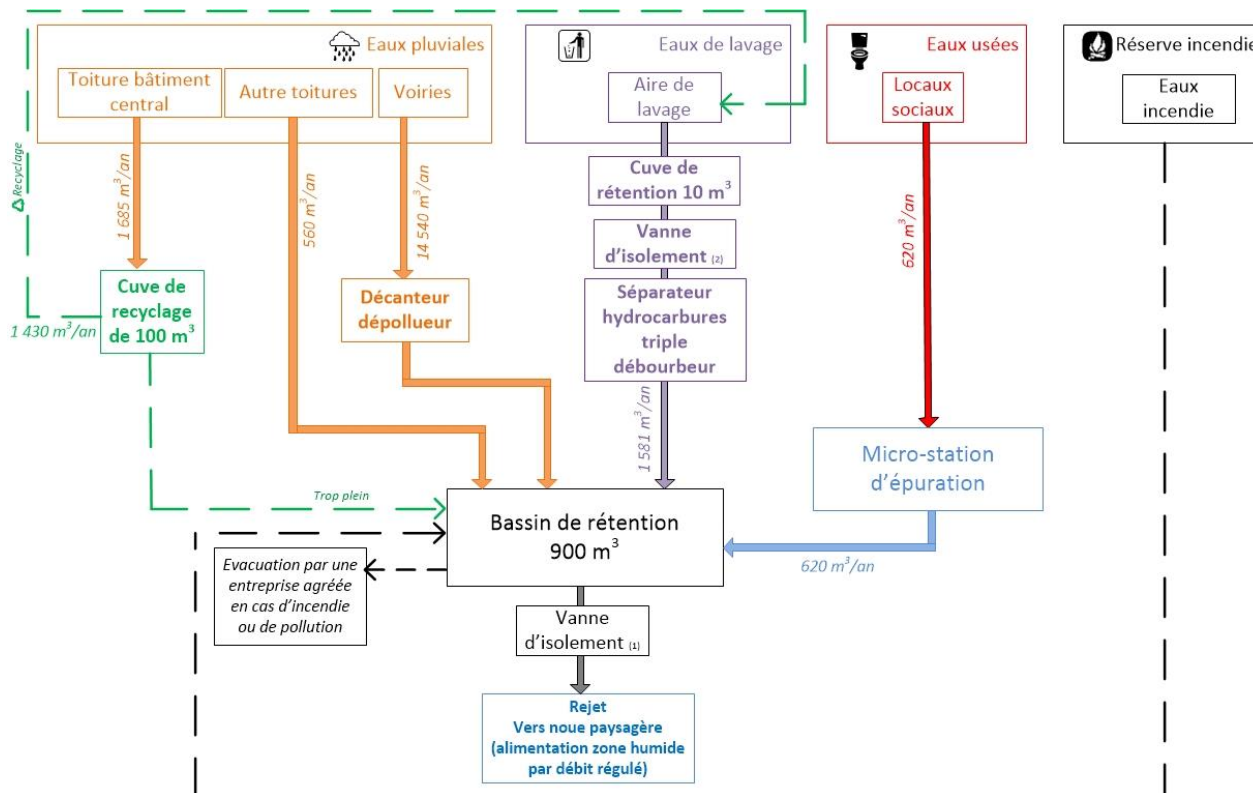 Eaux pluviales
Toiture bâtiment
central
Autre toitures
Voiries
Eaux de lavage
Aire de
lavage
Eaux usées
Locaux
sociaux
Réserve incendie
Eaux
incendie
Recyclage
1 685 m³/an
560 m³/an
14 540 m³/an
Cuve de
rétention 10 m³
Vanne
d'isolement (2)
620 m³/an
Cuve de
recyclage
de 100 m³
1 430 m³/an
Décanteur
dépollueur
Séparateur
hydrocarbures
triple
débourbeur
1 581 m³/an
Micro-station
d'épuration
Trop plein
Bassin de rétention
900 m³
620 m³/an
Evacuation par une
entreprise agréée
en cas d'incendie
ou de pollution
Vanne
d'isolement (1)
Rejet
Vers noue paysagère
(alimentation zone humide
par débit régulé)